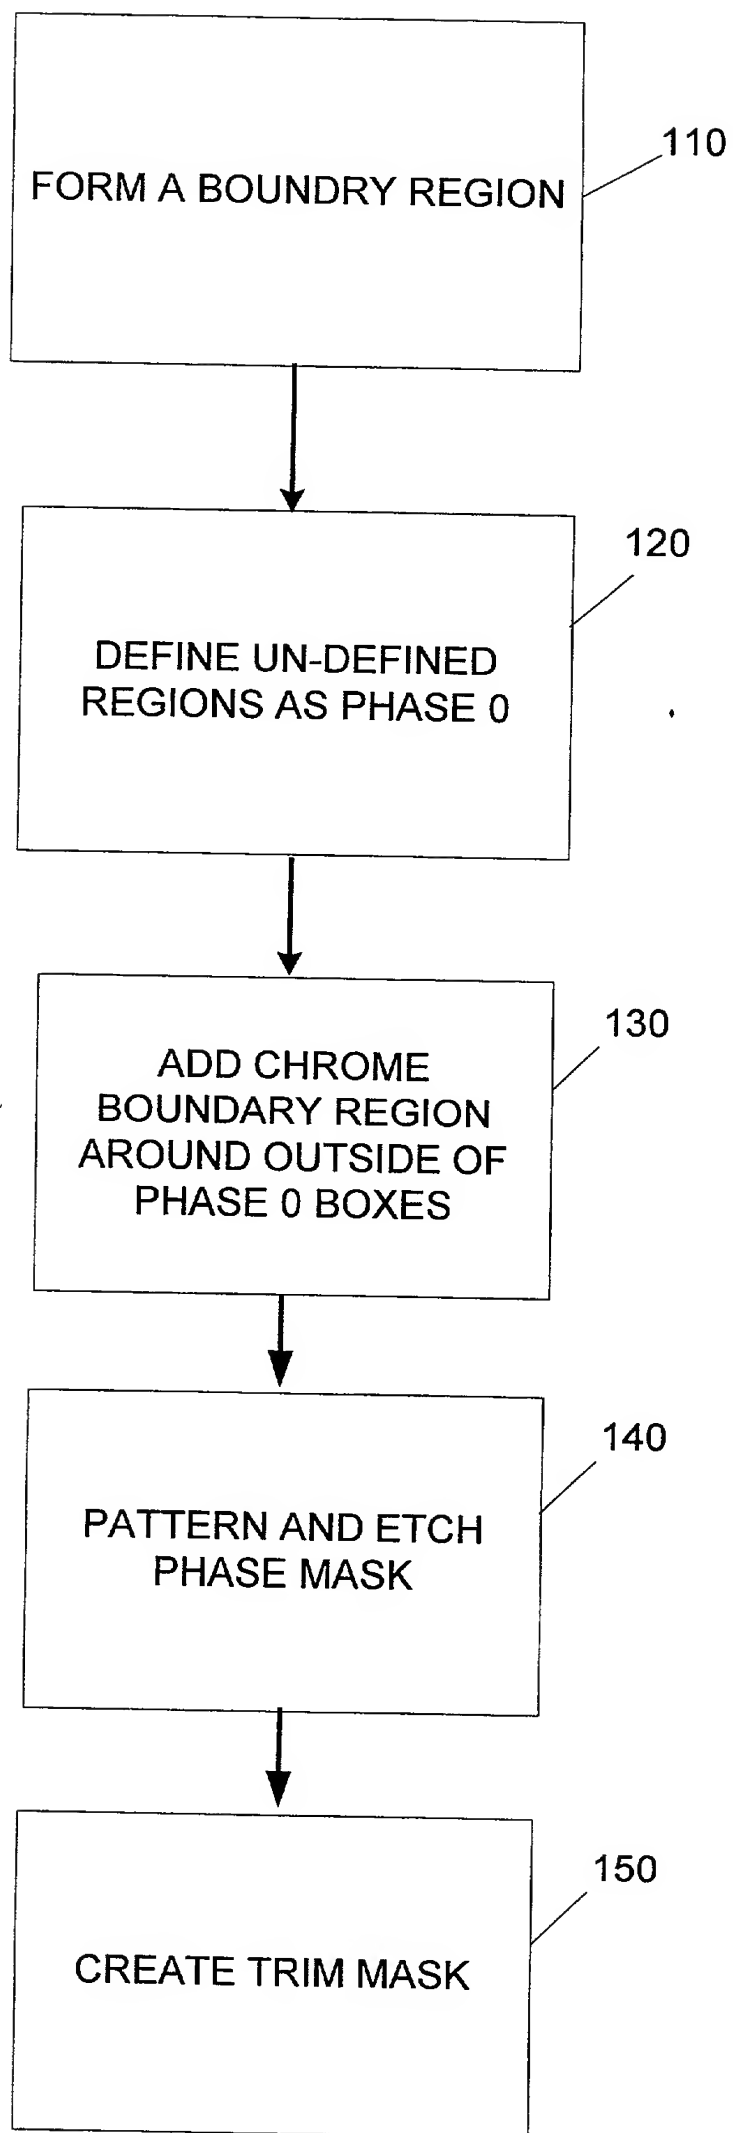 FORM A BOUNDRY REGION
110
120
DEFINE UN-DEFINED
REGIONS AS PHASE 0
130
ADD CHROME
BOUNDARY REGION
AROUND OUTSIDE OF
PHASE 0 BOXES
140
PATTERN AND ETCH
PHASE MASK
150
CREATE TRIM MASK